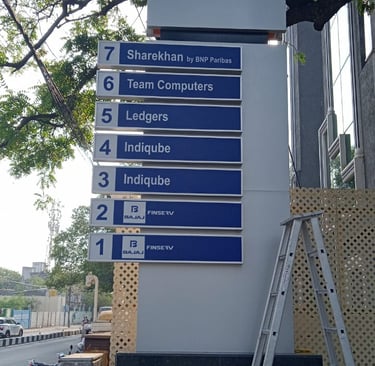 7 Sharekhan by BNP Paribas
6 Team Computers
5 Ledgers
4 Indiqube
3 Indiqube
2 B BAJAJ FINSERV
1 B BAJAJ FINSERV